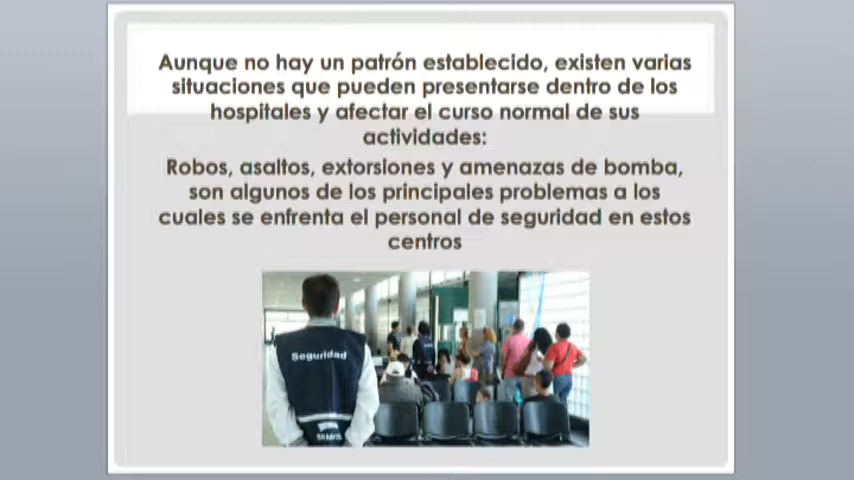 Aunque no hay un patrón establecido, existen varias
situaciones que pueden presentarse dentro de los
hospitales y afectar el curso normal de sus
actividades:
Robos, asaltos, extorsiones y amenazas de bomba,
son algunos de los principales problemas a los
cuales se enfrenta el personal de seguridad en estos
centros
Seguridad